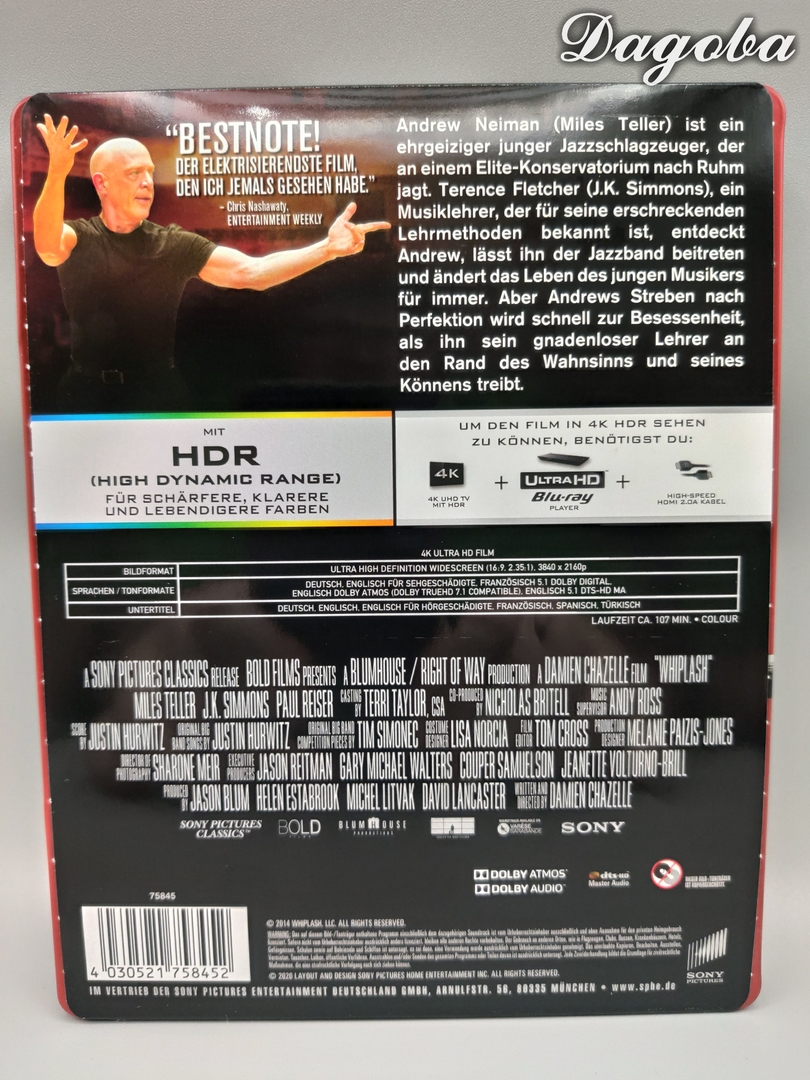 Dagoba
“BESTNOTE!
DER ELEKTRISIERENDSTE FILM,
DEN ICH JEMALS GESEHEN HABE.”
– Chris Nashawaty,
ENTERTAINMENT WEEKLY
Andrew Neiman (Miles Teller) ist ein
ehrgeiziger junger Jazzschlagzeuger, der
an einem Elite-Konservatorium nach Ruhm
jagt. Terence Fletcher (J.K. Simmons), ein
Musiklehrer, der für seine erschreckenden
Lehrmethoden bekannt ist, entdeckt
Andrew, lässt ihn der Jazzband beitreten
und ändert das Leben des jungen Musikers
für immer. Aber Andrews Streben nach
Perfektion wird schnell zur Besessenheit,
als ihn sein gnadenloser Lehrer an
den Rand des Wahnsinns und seines
Könnens treibt.
MIT
HDR
(HIGH DYNAMIC RANGE)
FÜR SCHÄRFERE, KLARERE
UND LEBENDIGERE FARBEN
UM DEN FILM IN 4K HDR SEHEN
ZU KÖNNEN, BENÖTIGST DU:
4K
4K UHD TV
MIT HDR
+
ULTRA HD
Blu-ray
PLAYER
+
HIGH-SPEED
HDMI 2.0A KABEL
4K ULTRA HD FILM
BILDFORMAT ULTRA HIGH DEFINITION WIDESCREEN (16:9, 2.35:1), 3840 x 2160p
SPRACHEN / TONFORMATE DEUTSCH, ENGLISCH FÜR SEHGESCHÄDIGTE, FRANZÖSISCH 5.1 DOLBY DIGITAL,
ENGLISCH DOLBY ATMOS (DOLBY TRUEHD 7.1 COMPATIBLE), ENGLISCH 5.1 DTS-HD MA
UNTERTITEL DEUTSCH, ENGLISCH, ENGLISCH FÜR HÖRGESCHÄDIGTE, FRANZÖSISCH, SPANISCH, TÜRKISCH
LAUFZEIT CA. 107 MIN. • COLOUR
A SONY PICTURES CLASSICS RELEASE BOLD FILMS PRESENTS A BLUMHOUSE / RIGHT OF WAY PRODUCTION A DAMIEN CHAZELLE FILM "WHIPLASH"
MILES TELLER J.K. SIMMONS PAUL REISER CASTING BY TERRI TAYLOR, CSA CO-PRODUCED BY NICHOLAS BRITELL MUSIC SUPERVISOR ANDY ROSS
SCORE BY JUSTIN HURWITZ ORIGINAL BIG BAND SONGS BY JUSTIN HURWITZ ORIGINAL BIG BAND COMPETITION PIECES BY TIM SIMONEC COSTUME DESIGNER LISA NORCIA FILM EDITOR TOM CROSS PRODUCTION DESIGNER MELANIE PAIZIS-JONES
DIRECTOR OF PHOTOGRAPHY SHARONE MEIR EXECUTIVE PRODUCERS JASON REITMAN GARY MICHAEL WALTERS COUPER SAMUELSON JEANETTE VOLTURNO-BRILL
PRODUCED BY JASON BLUM HELEN ESTABROOK MICHEL LITVAK DAVID LANCASTER WRITTEN AND DIRECTED BY DAMIEN CHAZELLE
SONY PICTURES
CLASSICS™
BOLD
BLUMHOUSE
PRODUCTIONS
VARÈSE
SARABANDE
SONY
DOLBY ATMOS
DOLBY AUDIO
dts-HD
Master Audio
75845
4 030521 758452
© 2014 WHIPLASH, LLC. ALL RIGHTS RESERVED.
© 2020 LAYOUT AND DESIGN SONY PICTURES HOME ENTERTAINMENT INC. ALL RIGHTS RESERVED.
SONY
PICTURES
IM VERTRIEB DER SONY PICTURES ENTERTAINMENT DEUTSCHLAND GMBH, ARNULFSTR. 56, 80335 MÜNCHEN • www.sphe.de